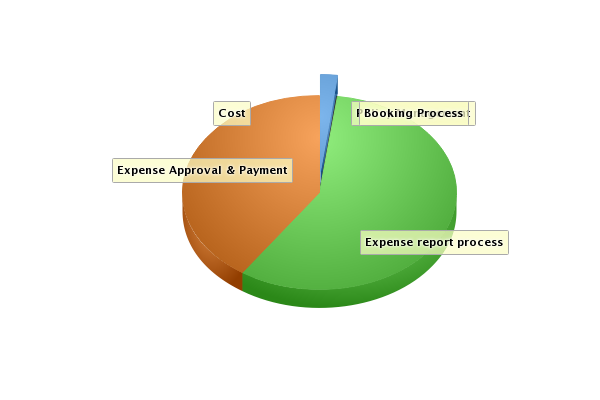 Cost
Booking Process
Expense Approval & Payment
Expense report process